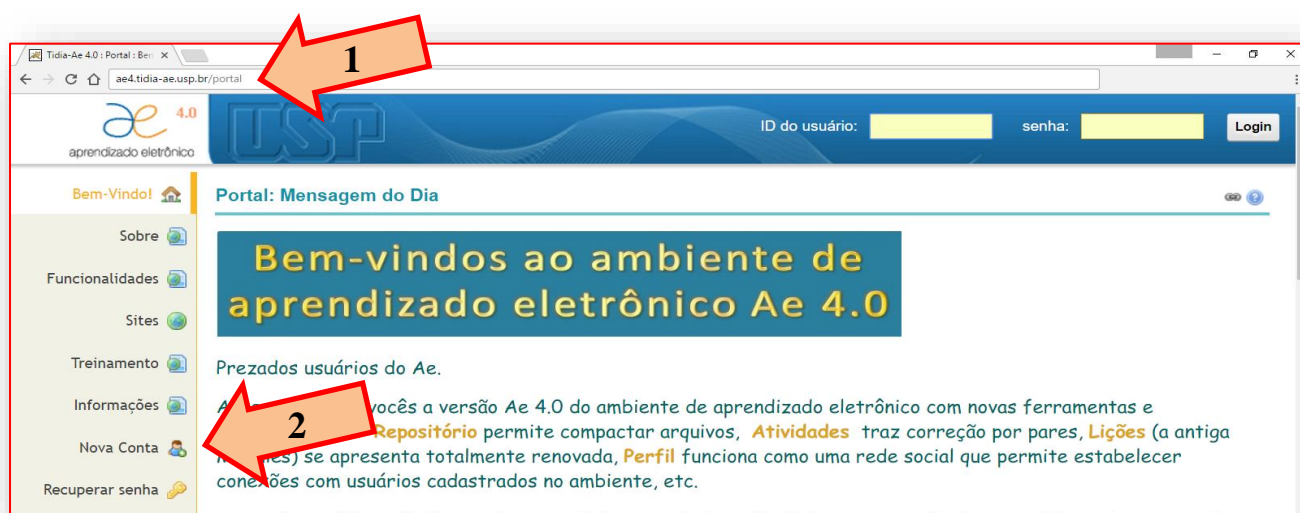 1
Tidia-Ae 4.0 : Portal : Ben
ae4.tidia-ae.usp.br/portal
4.0
aprendizado eletrônico
USP
ID do usuário:
senha:
Login
Bem-Vindo!
Portal: Mensagem do Dia
Sobre
Bem-vindos ao ambiente de
Funcionalidades
aprendizado eletrônico Ae 4.0
Sites
Treinamento
Prezados usuários do Ae.
Informações
vocês a versão Ae 4.0 do ambiente de aprendizado eletrônico com novas ferramentas e
2
Repositório permite compactar arquivos, Atividades traz correção por pares, Lições (a antiga
Nova Conta
se apresenta totalmente renovada, Perfil funciona como uma rede social que permite estabelecer
Recuperar senha
conexões com usuários cadastrados no ambiente, etc.